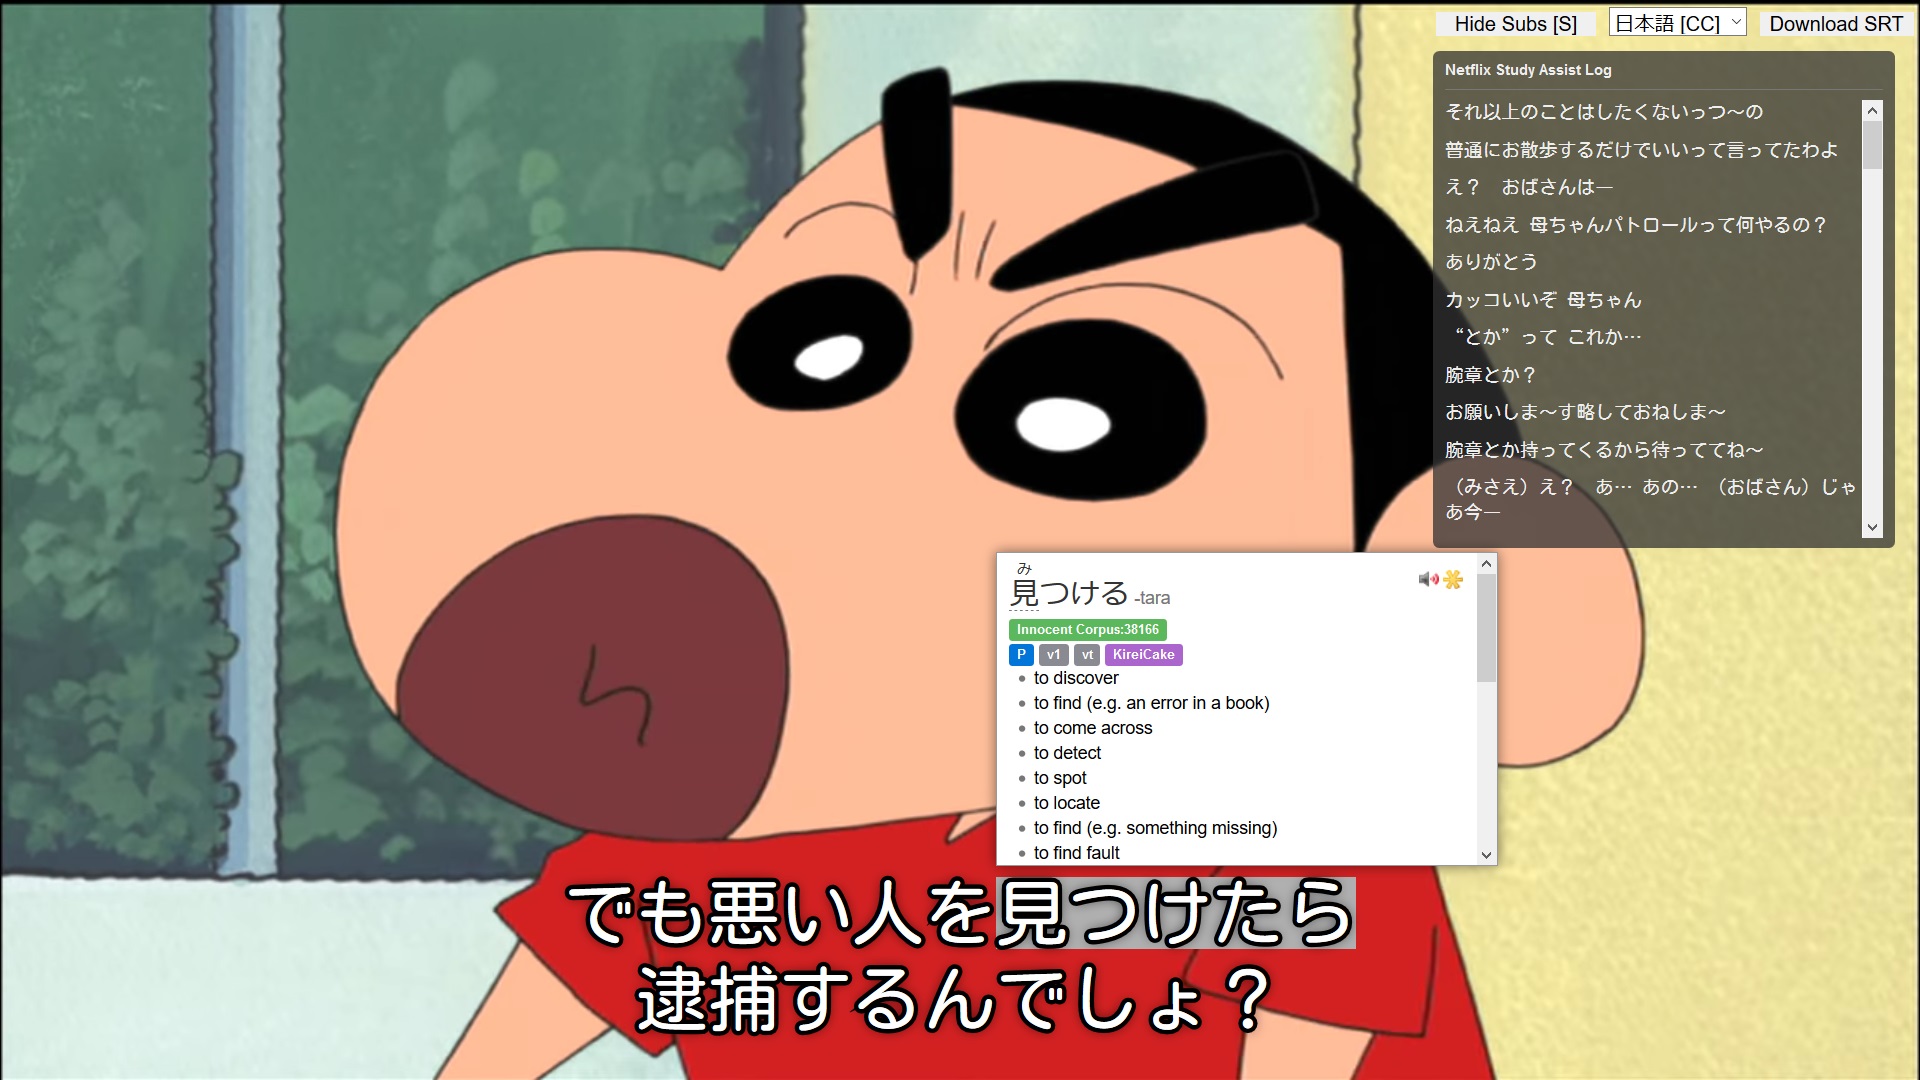 Hide Subs [S]
日本語 [CC]
Download SRT
Netflix Study Assist Log
それ以上のことはしたくないっつ～の
普通にお散歩するだけでいいって言ってたわよ
え？　おばさんは―
ねえねえ 母ちゃんパトロールって何やるの？
ありがとう
カッコいいぞ 母ちゃん
“とか”って これか…
腕章とか？
お願いしま～す略しておねしま～
腕章とか持ってくるから待っててね～
（みさえ）え？　あ… あの… （おばさん）じゃ
あ今―
み
見つける -tara
Innocent Corpus:38166
P v1 vt KireiCake
• to discover
• to find (e.g. an error in a book)
• to come across
• to detect
• to spot
• to locate
• to find (e.g. something missing)
• to find fault
でも悪い人を見つけたら
逮捕するんでしょ？